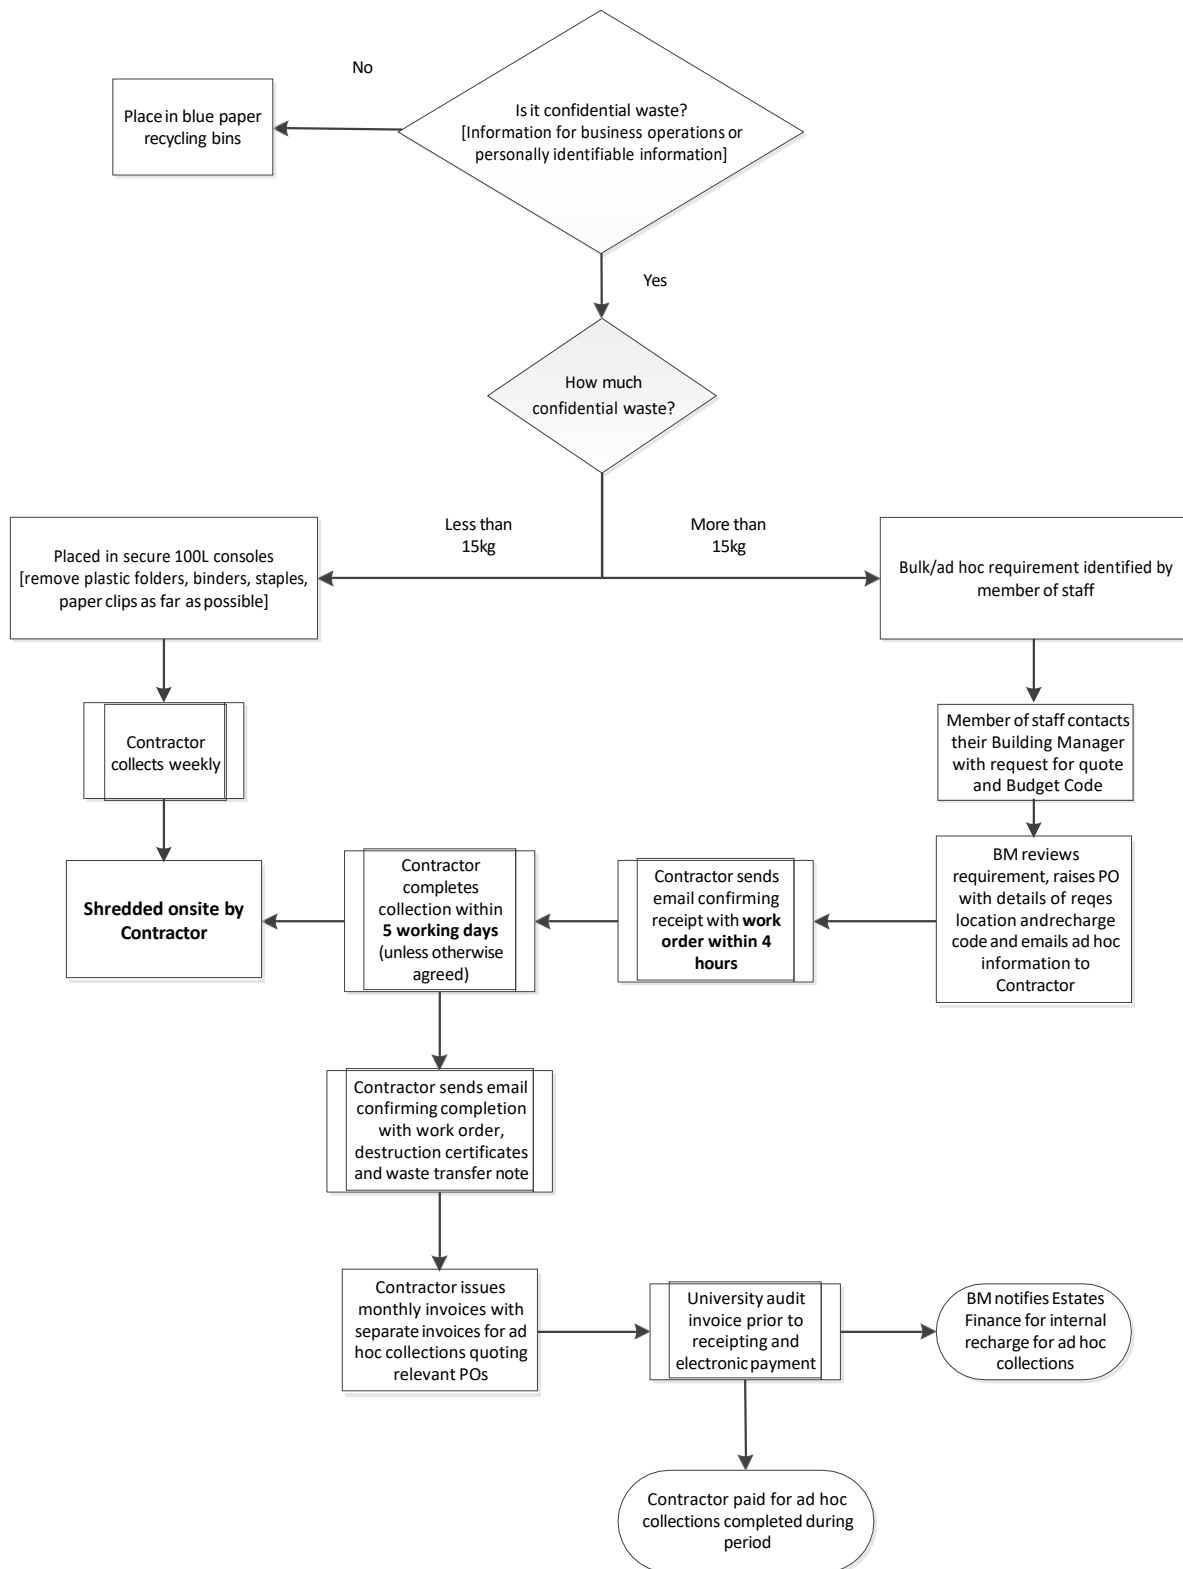 No
Is it confidential waste?
[Information for business operations or
personally identifiable information]
Place in blue paper
recycling bins
Yes
How much
confidential waste?
Less than
15kg
More than
15kg
Placed in secure 100L consoles
[remove plastic folders, binders, staples,
paper clips as far as possible]
Bulk/ad hoc requirement identified by
member of staff
Contractor
collects weekly
Member of staff contacts
their Building Manager
with request for quote
and Budget Code
Shredded onsite by
Contractor
Contractor
completes
collection within
5 working days
(unless otherwise
agreed)
Contractor sends
email confirming
receipt with work
order within 4
hours
BM reviews
requirement, raises PO
with details of reqes
location andrecharge
code and emails ad hoc
information to
Contractor
Contractor sends email
confirming completion
with work order,
destruction certificates
and waste transfer note
Contractor issues
monthly invoices with
separate invoices for ad
hoc collections quoting
relevant POs
University audit
invoice prior to
receipting and
electronic payment
BM notifies Estates
Finance for internal
recharge for ad hoc
collections
Contractor paid for ad hoc
collections completed during
period